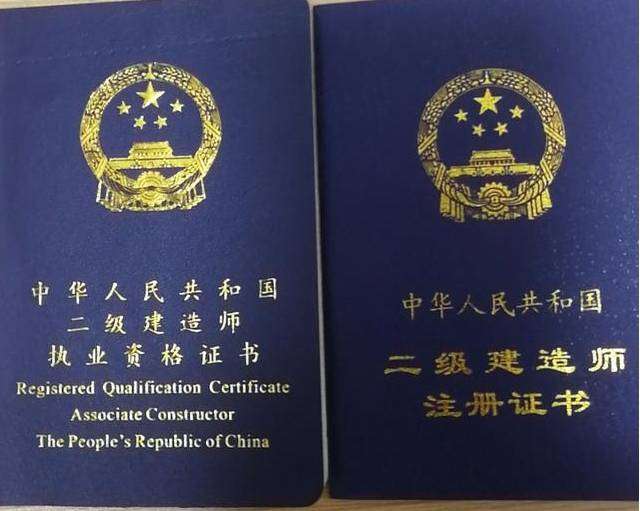 中华人民共和国
二级建造师
执业资格证书
Registered Qualification Certificate
Associate Constructor
The People's Republic of China
中华人民共和国
二级建造师
注册证书